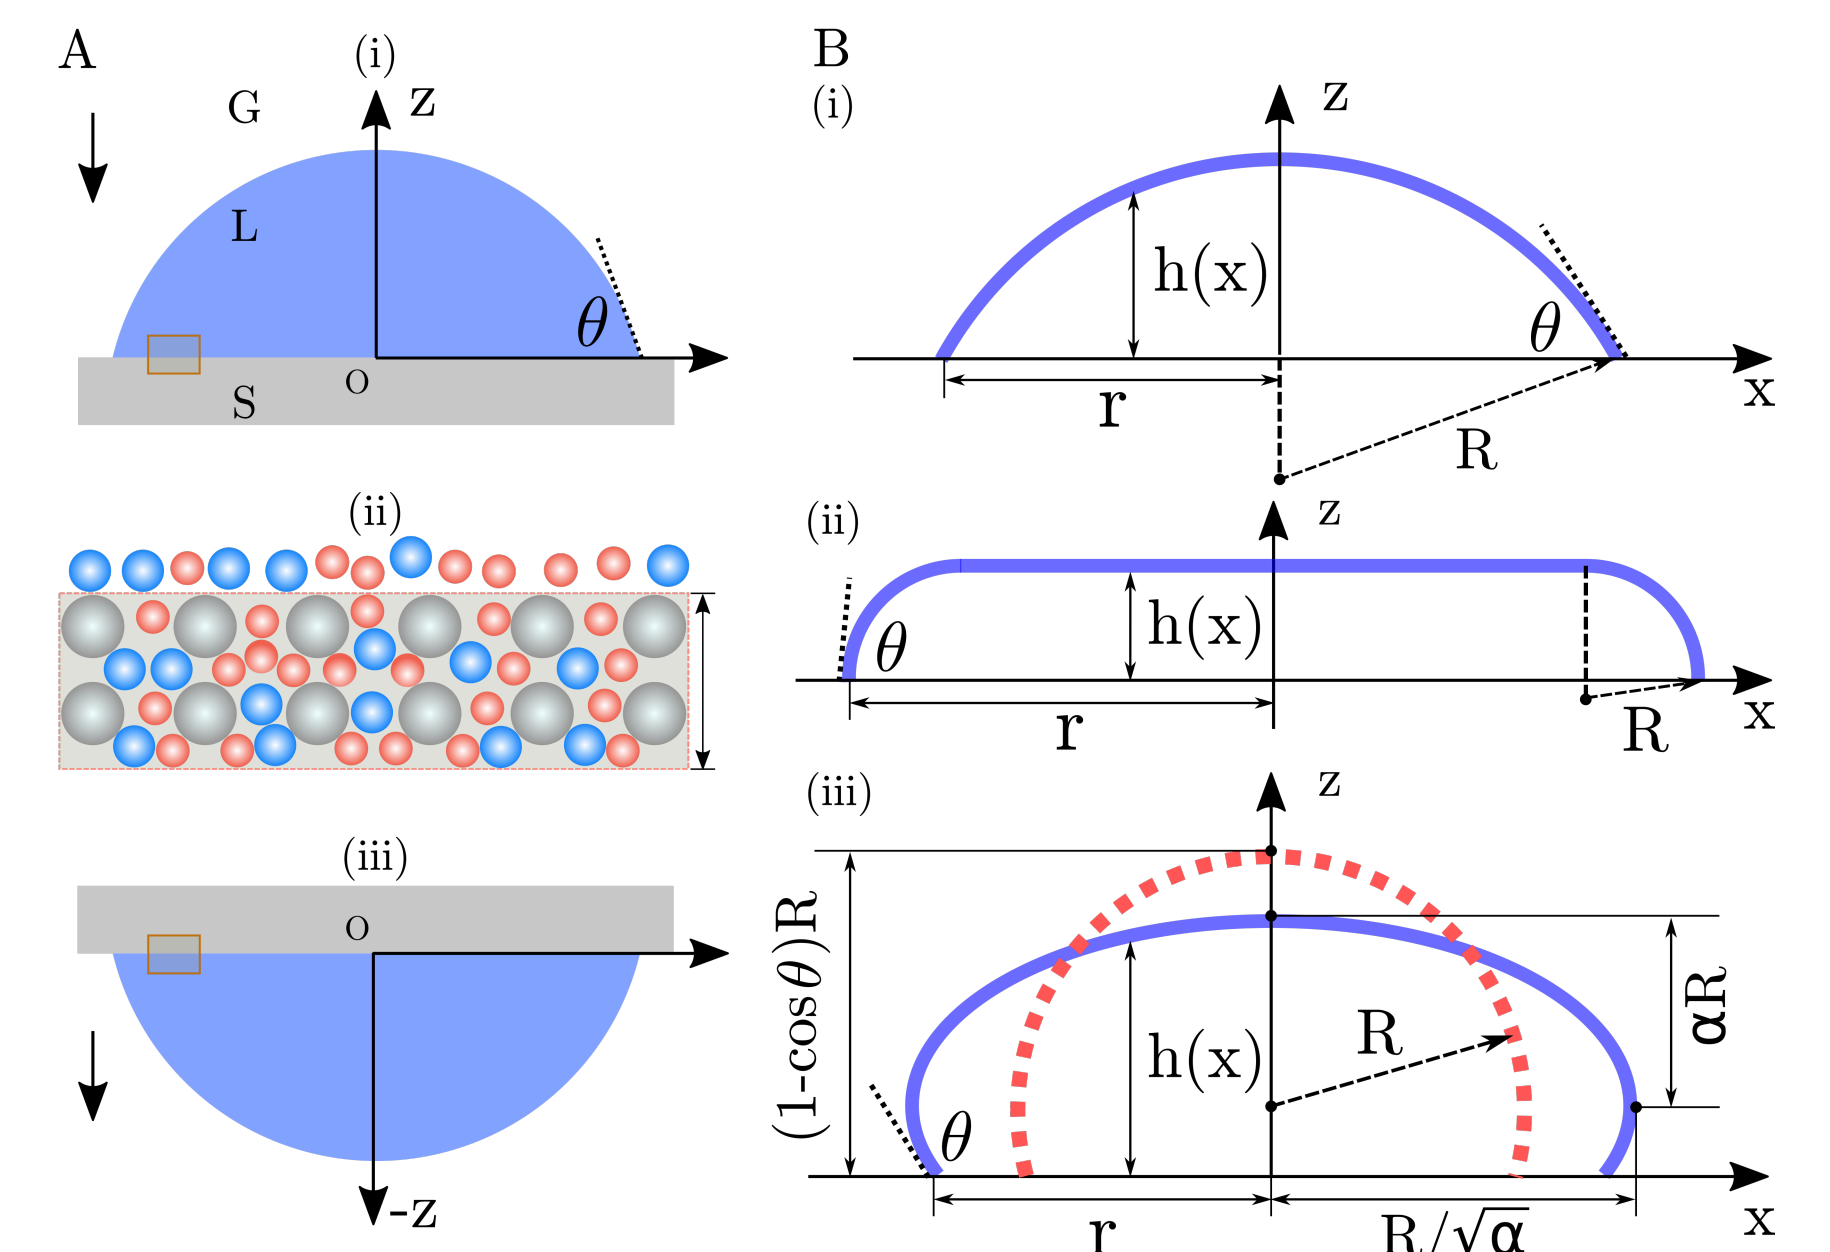 A
(i)
G
z
L
θ
O
S
(ii)
(iii)
O
-z
B
(i)
z
h(x)
θ
r
x
R
(ii)
z
θ
h(x)
r
x
R
(iii)
z
(1-cosθ)R
αR
R
h(x)
θ
r
R/√α
x